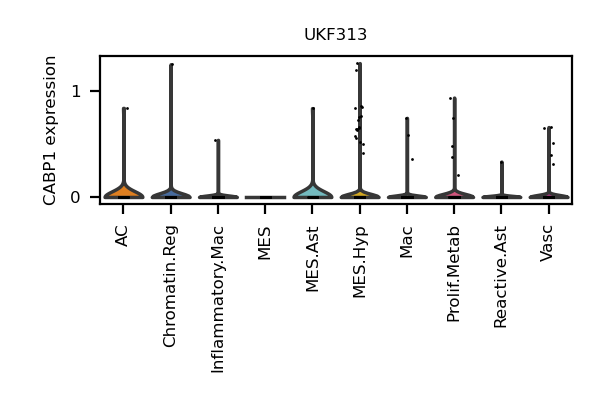 UKF313
CABP1 expression
1
0
AC
Chromatin.Reg
Inflammatory.Mac
MES
MES.Ast
MES.Hyp
Mac
Prolif.Metab
Reactive.Ast
Vasc